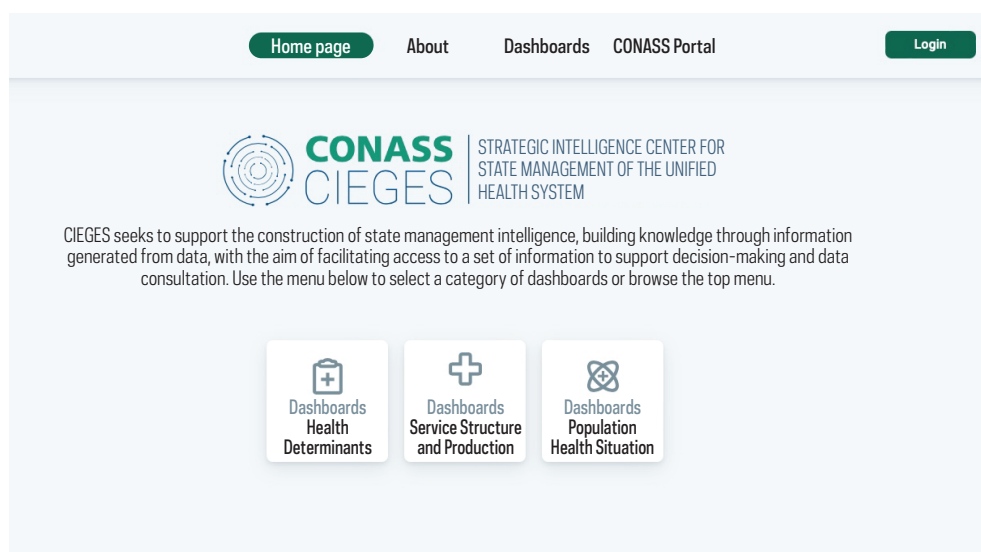 Home page About Dashboards CONASS Portal Login
CONASS
CIEGES
STRATEGIC INTELLIGENCE CENTER FOR
STATE MANAGEMENT OF THE UNIFIED
HEALTH SYSTEM
CIEGES seeks to support the construction of state management intelligence, building knowledge through information
generated from data, with the aim of facilitating access to a set of information to support decision-making and data
consultation. Use the menu below to select a category of dashboards or browse the top menu.
Dashboards
Health
Determinants
Dashboards
Service Structure
and Production
Dashboards
Population
Health Situation